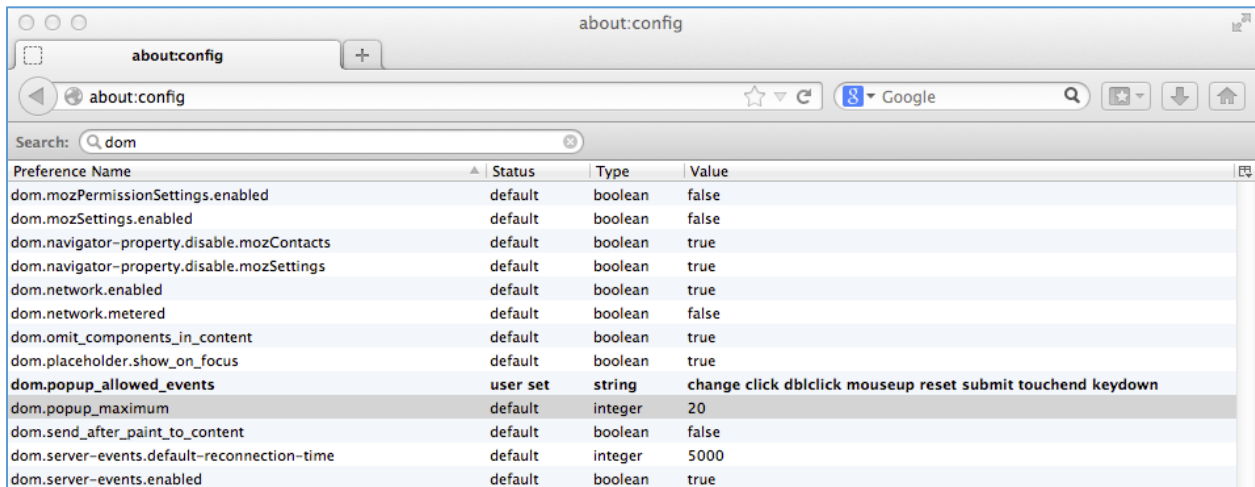 about:config
about:config
about:config
Google
Search: dom
Preference Name Status Type Value
dom.mozPermissionSettings.enabled default boolean false
dom.mozSettings.enabled default boolean false
dom.navigator-property.disable.mozContacts default boolean true
dom.navigator-property.disable.mozSettings default boolean true
dom.network.enabled default boolean true
dom.network.metered default boolean false
dom.omit_components_in_content default boolean true
dom.placeholder.show_on_focus default boolean true
dom.popup_allowed_events user set string change click dblclick mouseup reset submit touchend keydown
dom.popup_maximum default integer 20
dom.send_after_paint_to_content default boolean false
dom.server-events.default-reconnection-time default integer 5000
dom.server-events.enabled default boolean true